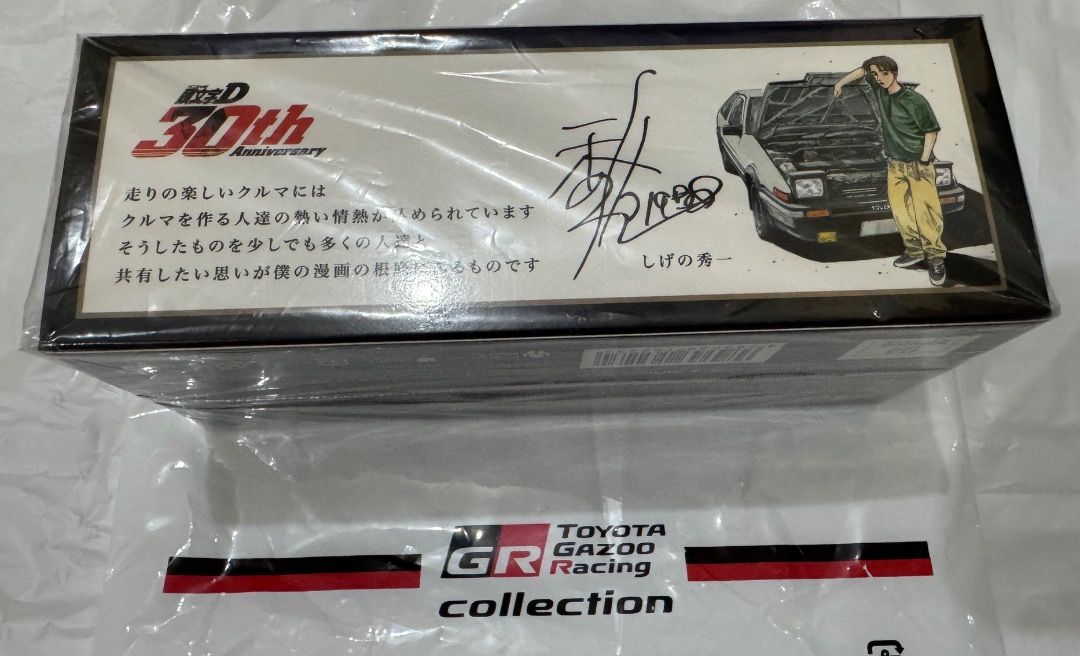 頭文字D
30th
Anniversary
走りの楽しいクルマには
クルマを作る人達の熱い情熱が込められています
そうしたものを少しでも多くの人達と
共有したい思いが僕の漫画の根底にあるものです
しげの秀一
GR TOYOTA
GAZOO
Racing
collection